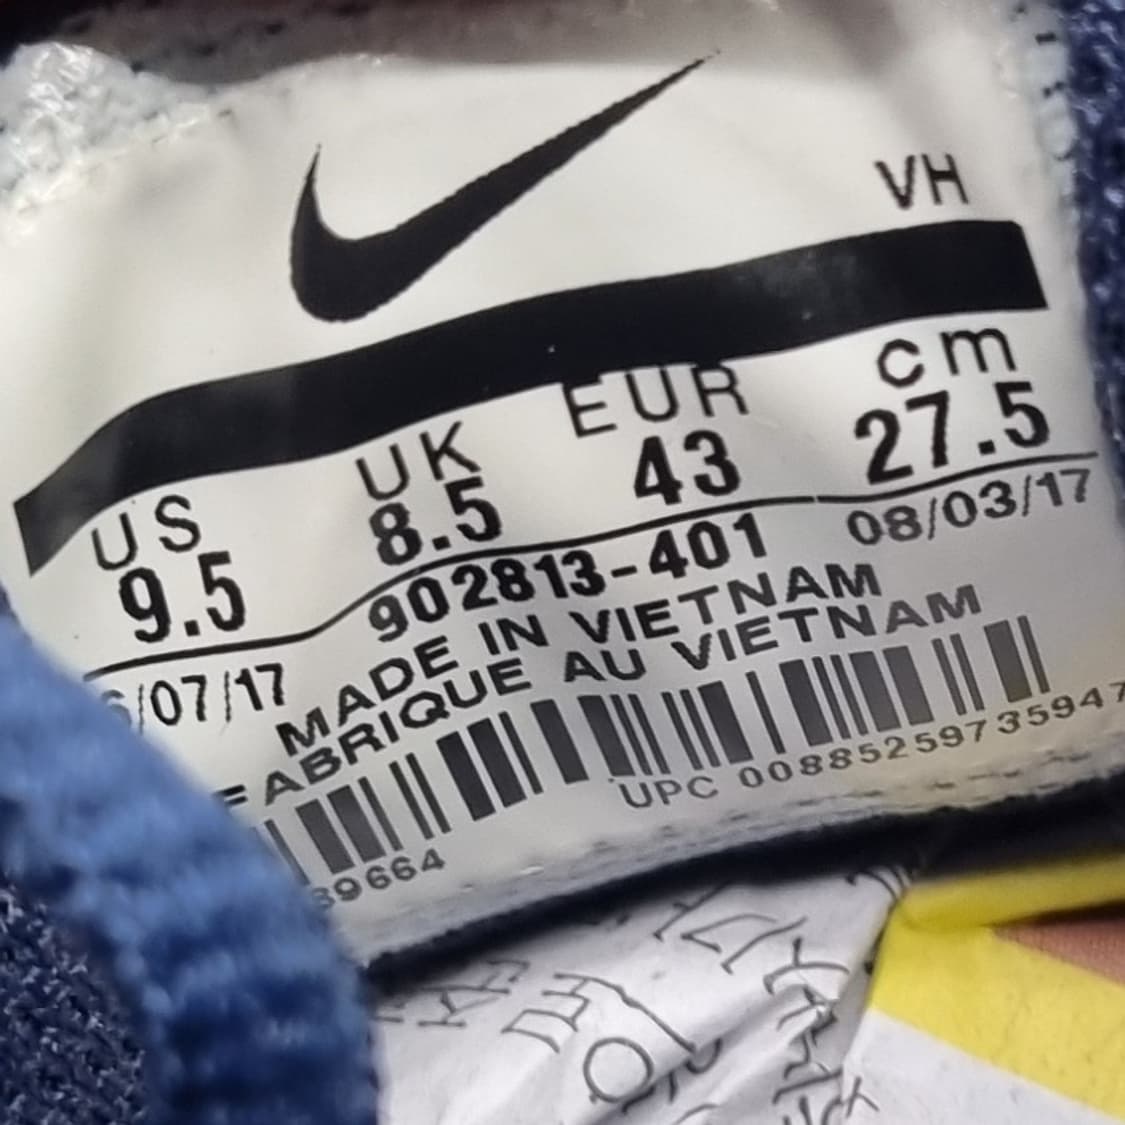 VH
US UK EUR cm
9.5 8.5 43 27.5
902813-401 08/03/17
/07/17 MADE IN VIETNAM
FABRIQUE AU VIETNAM
UPC 00885259735947
39664